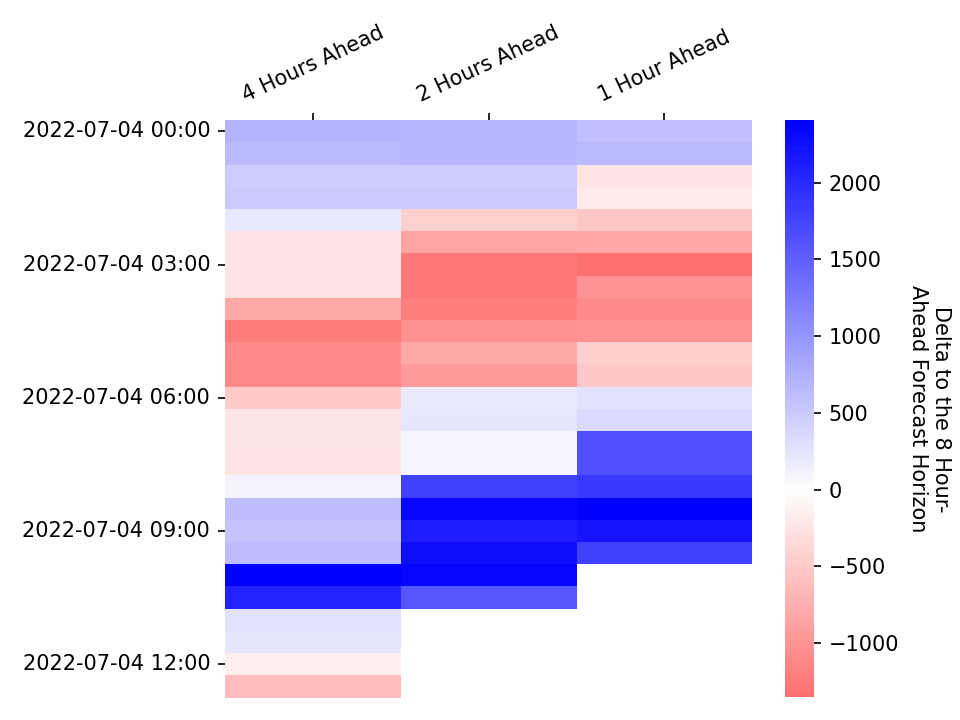 4 Hours Ahead
2 Hours Ahead
1 Hour Ahead
2022-07-04 00:00
2022-07-04 03:00
2022-07-04 06:00
2022-07-04 09:00
2022-07-04 12:00
2000
1500
1000
500
0
−500
−1000
Delta to the 8 Hour-
Ahead Forecast Horizon